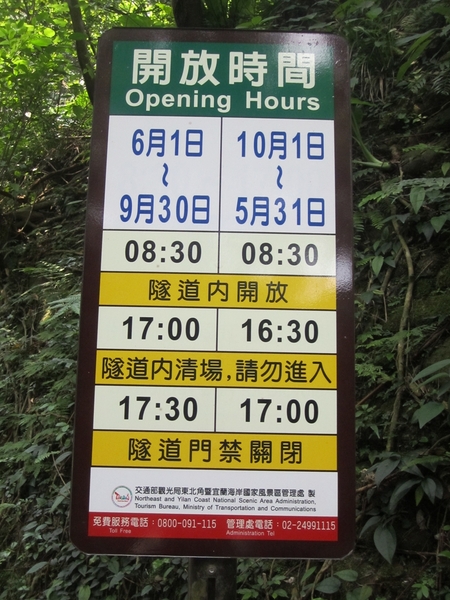 開放時間
Opening Hours
6月1日 10月1日
~ ~
9月30日 5月31日
08:30 08:30
隧道内開放
17:00 16:30
隧道内清場,請勿進入
17:30 17:00
隧道門禁關閉
交通部觀光局東北角暨宜蘭海岸國家風景區管理處 製
Northeast and Yilan Coast National Scenic Area Administration,
Tourism Bureau, Ministry of Transportation and Communications
免費服務電話：0800-091-115 管理處電話：02-24991115
Toll Free Administration Tel